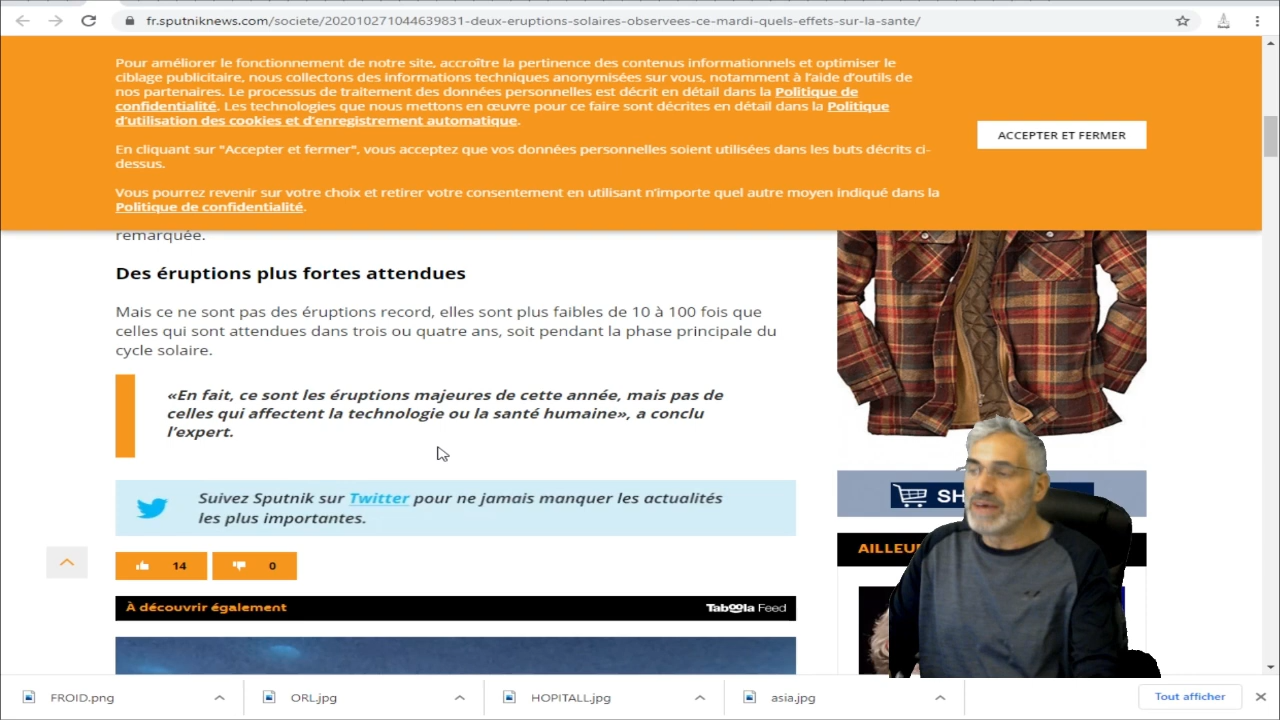 fr.sputniknews.com/societe/202010271044639831-deux-eruptions-solaires-observees-ce-mardi-quels-effets-sur-la-sante/
Pour améliorer le fonctionnement de notre site, accroître la pertinence des contenus informationnels et optimiser le
ciblage publicitaire, nous collectons des informations techniques anonymisées sur vous, notamment à l'aide d'outils de
nos partenaires. Le processus de traitement des données personnelles est décrit en détail dans la Politique de
confidentialité. Les technologies que nous mettons en œuvre pour ce faire sont décrites en détail dans la Politique
d'utilisation des cookies et d'enregistrement automatique.
En cliquant sur "Accepter et fermer", vous acceptez que vos données personnelles soient utilisées dans les buts décrits ci-
dessus.
Vous pourrez revenir sur votre choix et retirer votre consentement en utilisant n'importe quel autre moyen indiqué dans la
Politique de confidentialité.
ACCEPTER ET FERMER
remarquée.
Des éruptions plus fortes attendues
Mais ce ne sont pas des éruptions record, elles sont plus faibles de 10 à 100 fois que
celles qui sont attendues dans trois ou quatre ans, soit pendant la phase principale du
cycle solaire.
«En fait, ce sont les éruptions majeures de cette année, mais pas de
celles qui affectent la technologie ou la santé humaine», a conclu
l'expert.
Suivez Sputnik sur Twitter pour ne jamais manquer les actualités
les plus importantes.
14
0
À découvrir également
Taboola Feed
SH
AILLEU
FROID.png
ORL.jpg
HOPITALL.jpg
asia.jpg
Tout afficher